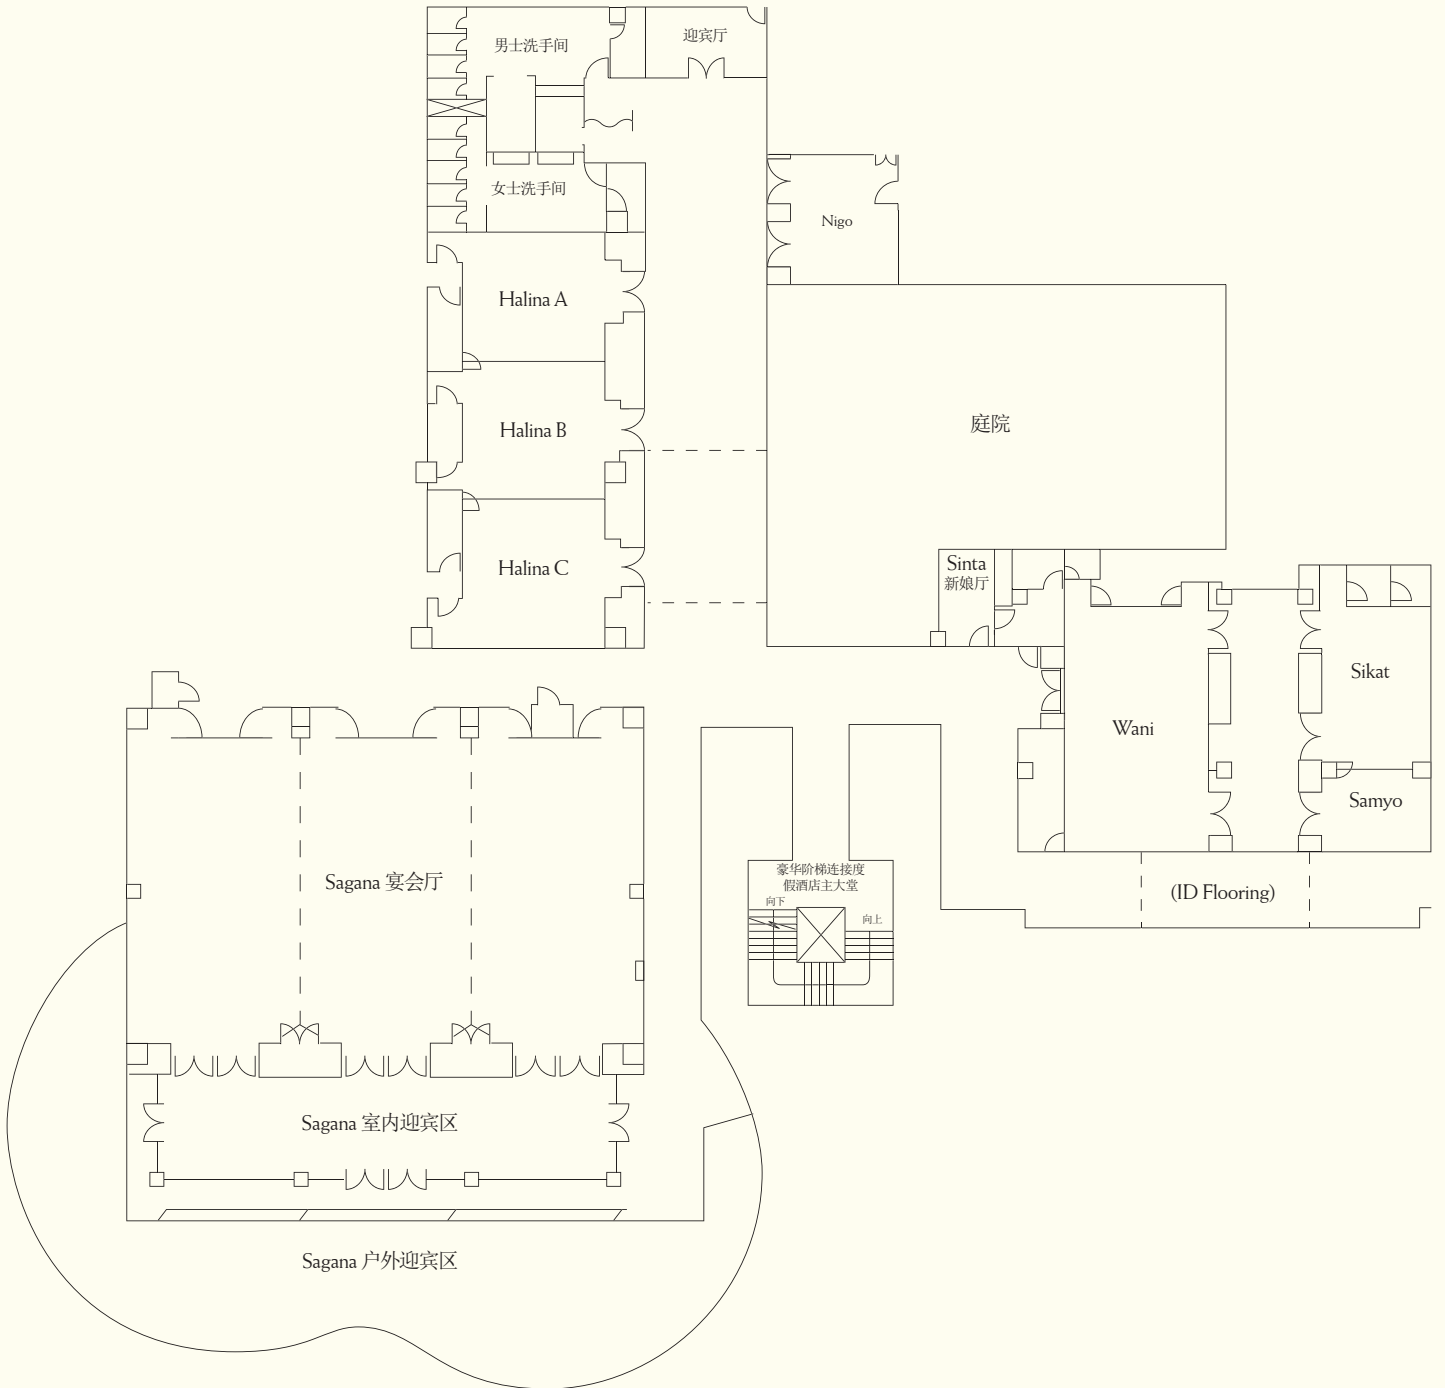 男士洗手间
迎宾厅
女士洗手间
Nigo
Halina A
庭院
Halina B
Sinta
新娘厅
Halina C
Sikat
Wani
Samyo
豪华阶梯连接度
假酒店主大堂
向下
向上
Sagana 宴会厅
(ID Flooring)
Sagana 室内迎宾区
Sagana 户外迎宾区